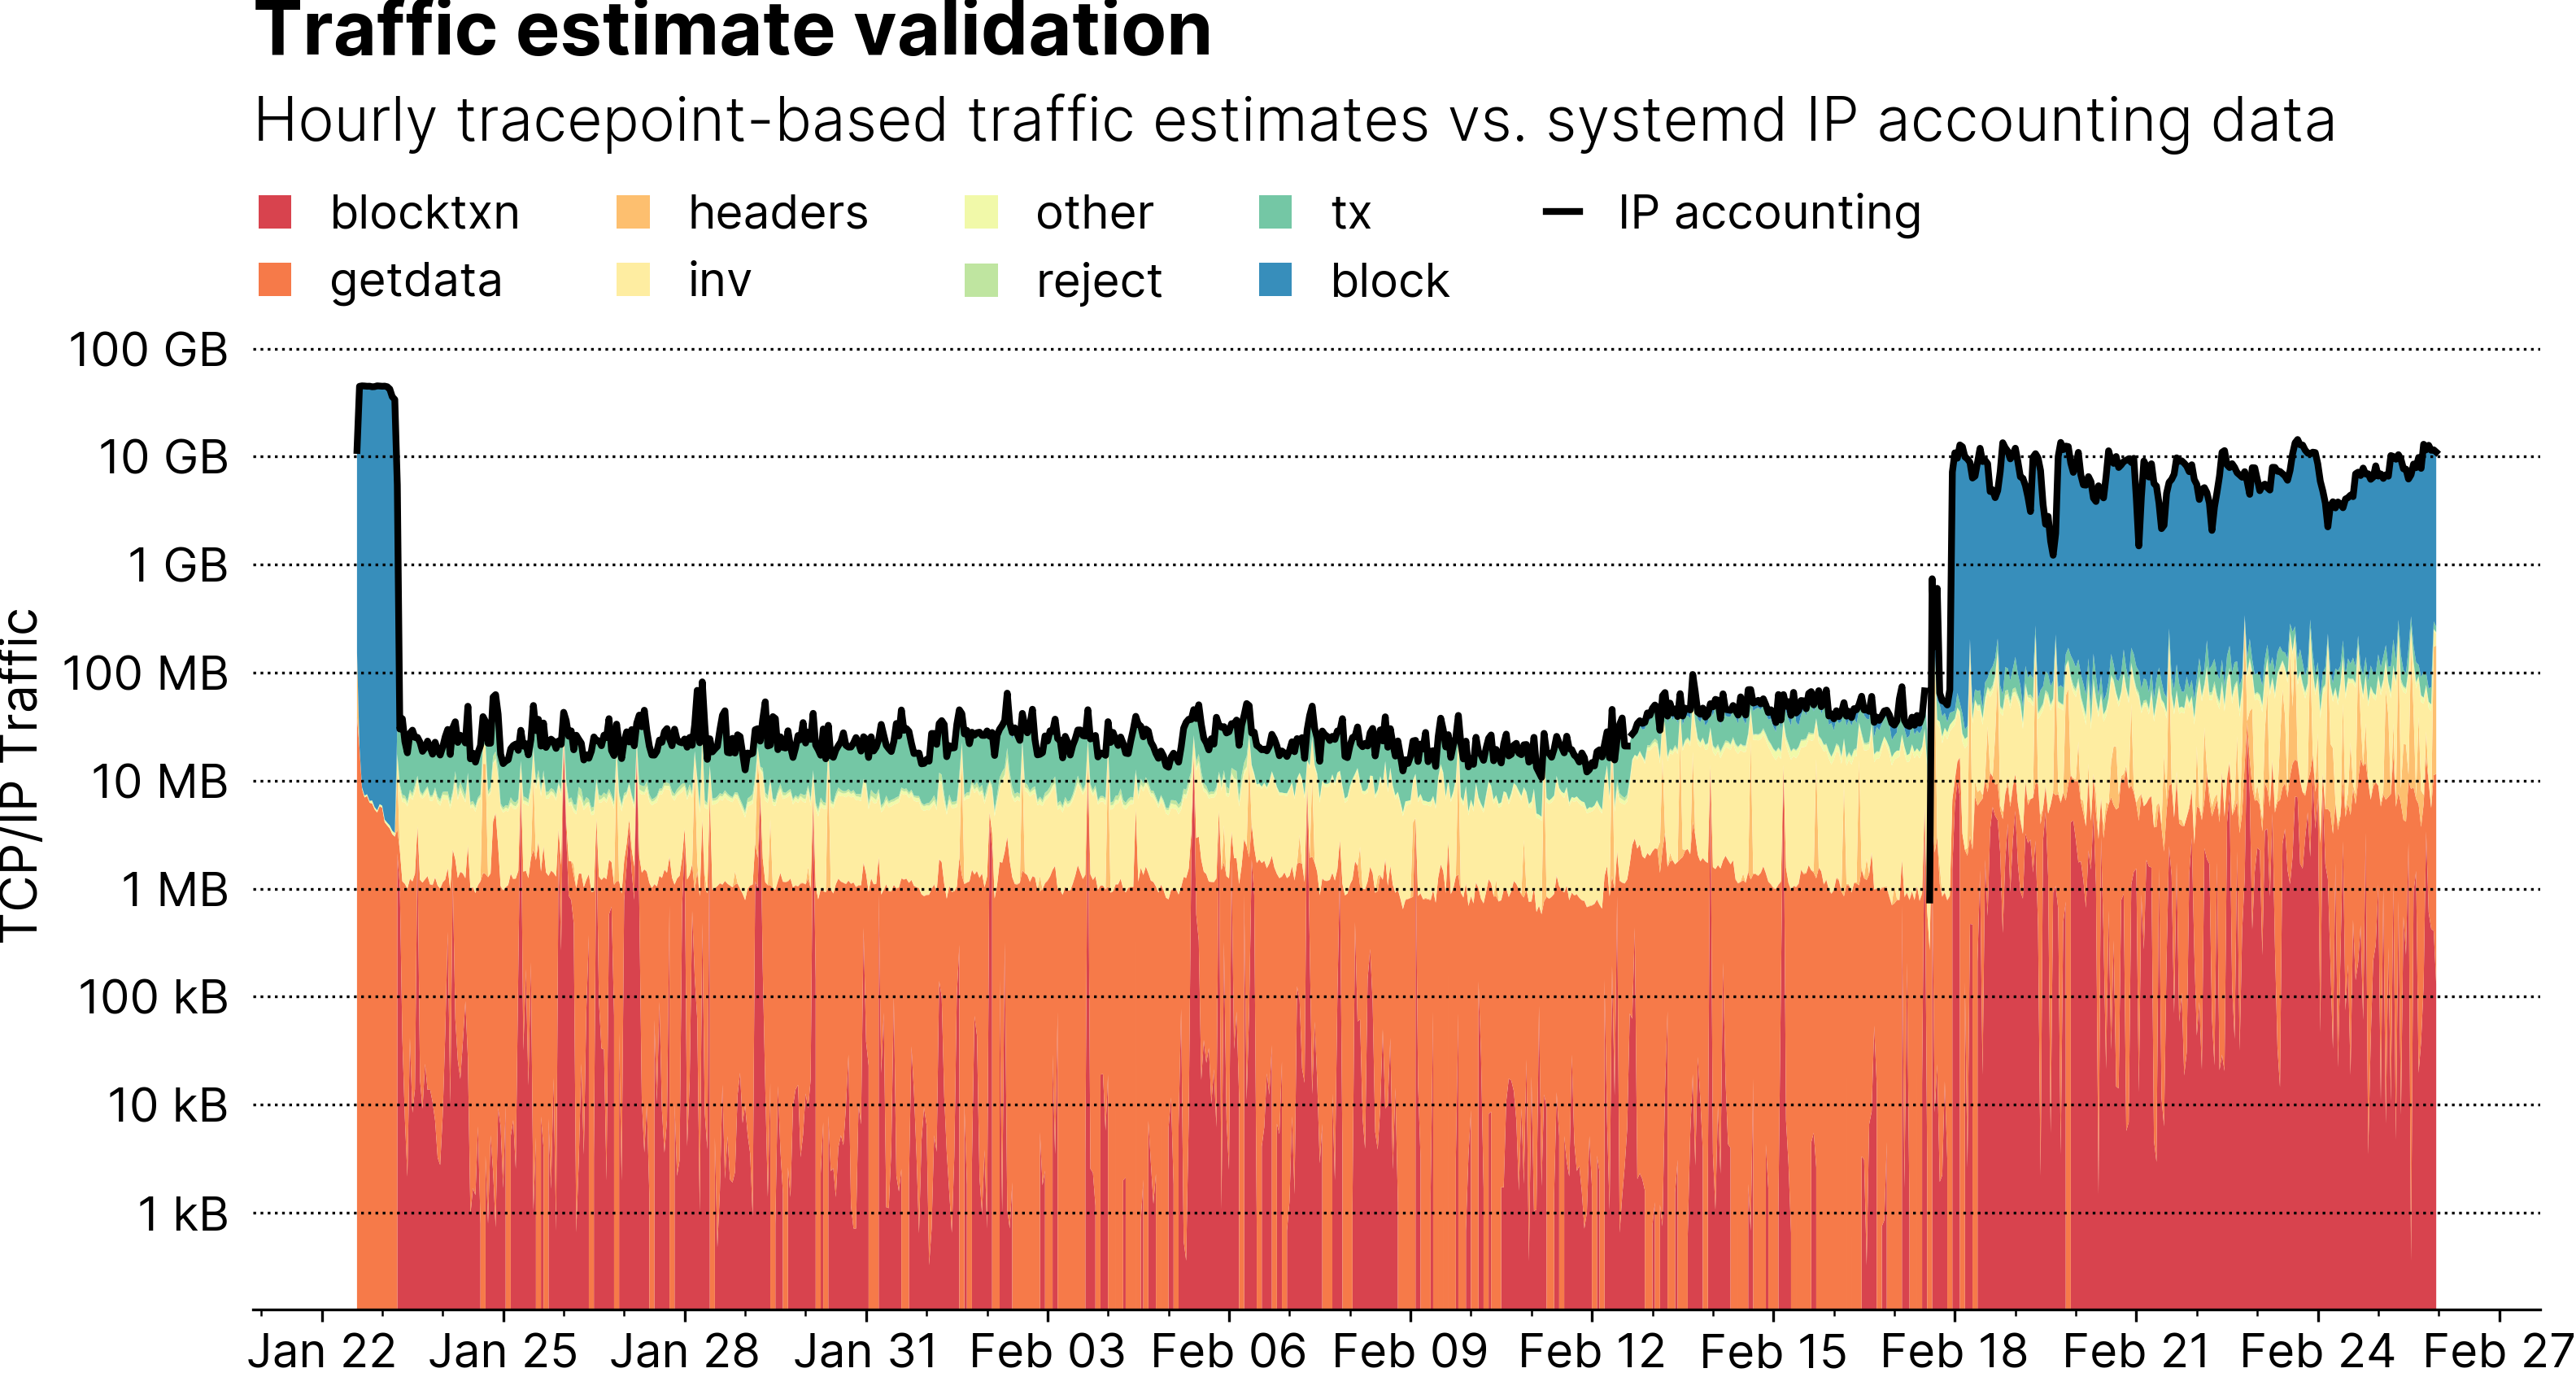 Traffic estimate validation
Hourly tracepoint-based traffic estimates vs. systemd IP accounting data
blocktxn headers other tx IP accounting
getdata inv reject block
100 GB
10 GB
1 GB
100 MB
10 MB
1 MB
100 kB
10 kB
1 kB
TCP/IP Traffic
Jan 22 Jan 25 Jan 28 Jan 31 Feb 03 Feb 06 Feb 09 Feb 12 Feb 15 Feb 18 Feb 21 Feb 24 Feb 27